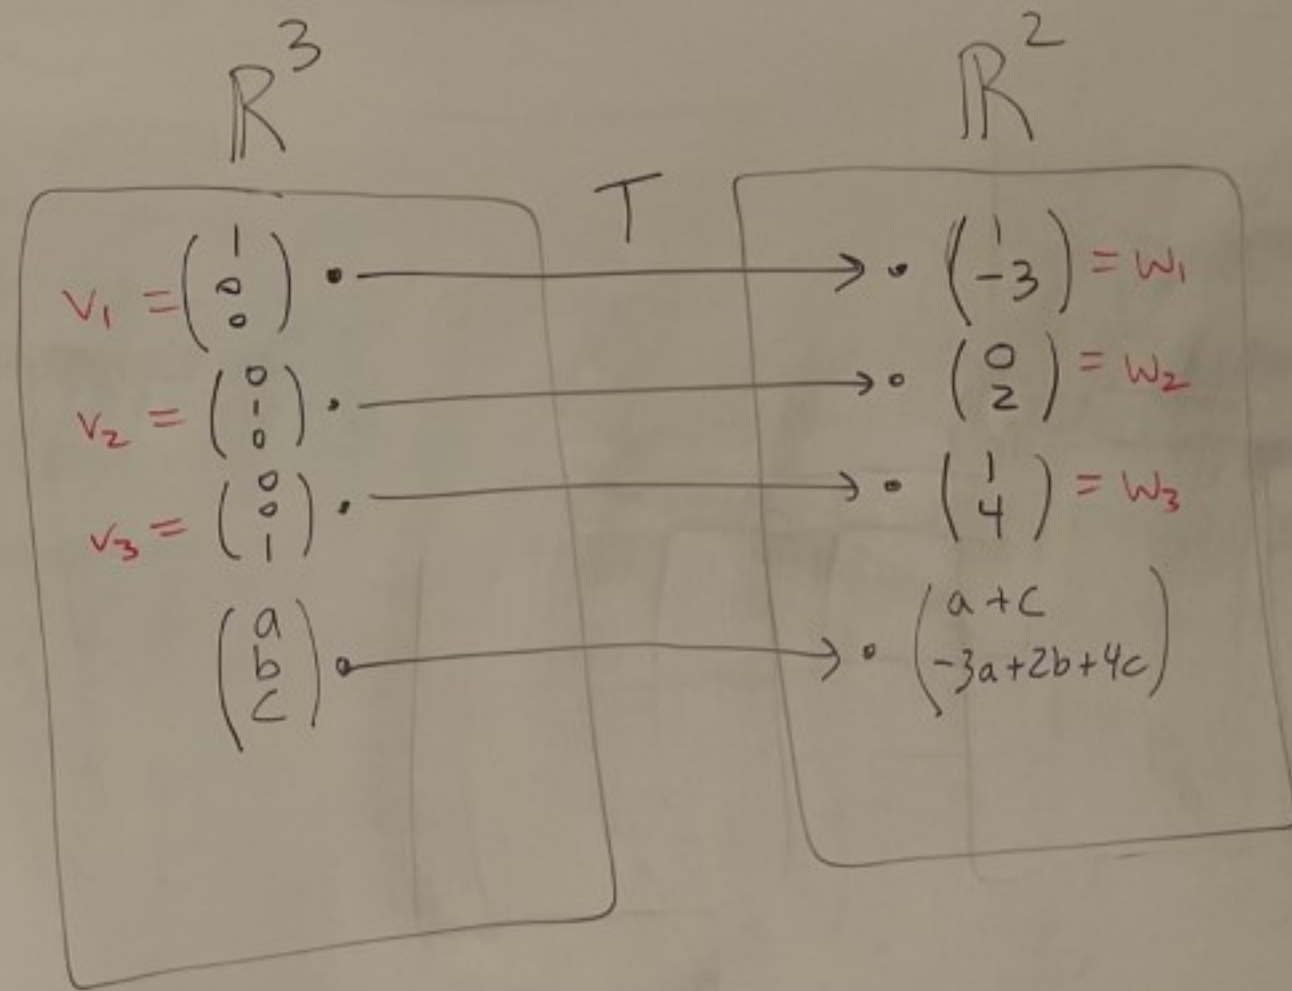 ℝ³ T ℝ²
v₁ = (1 0 0) (1 -3) = w₁
v₂ = (0 1 0) (0 2) = w₂
v₃ = (0 0 1) (1 4) = w₃
(a b c) (a+c -3a+2b+4c)